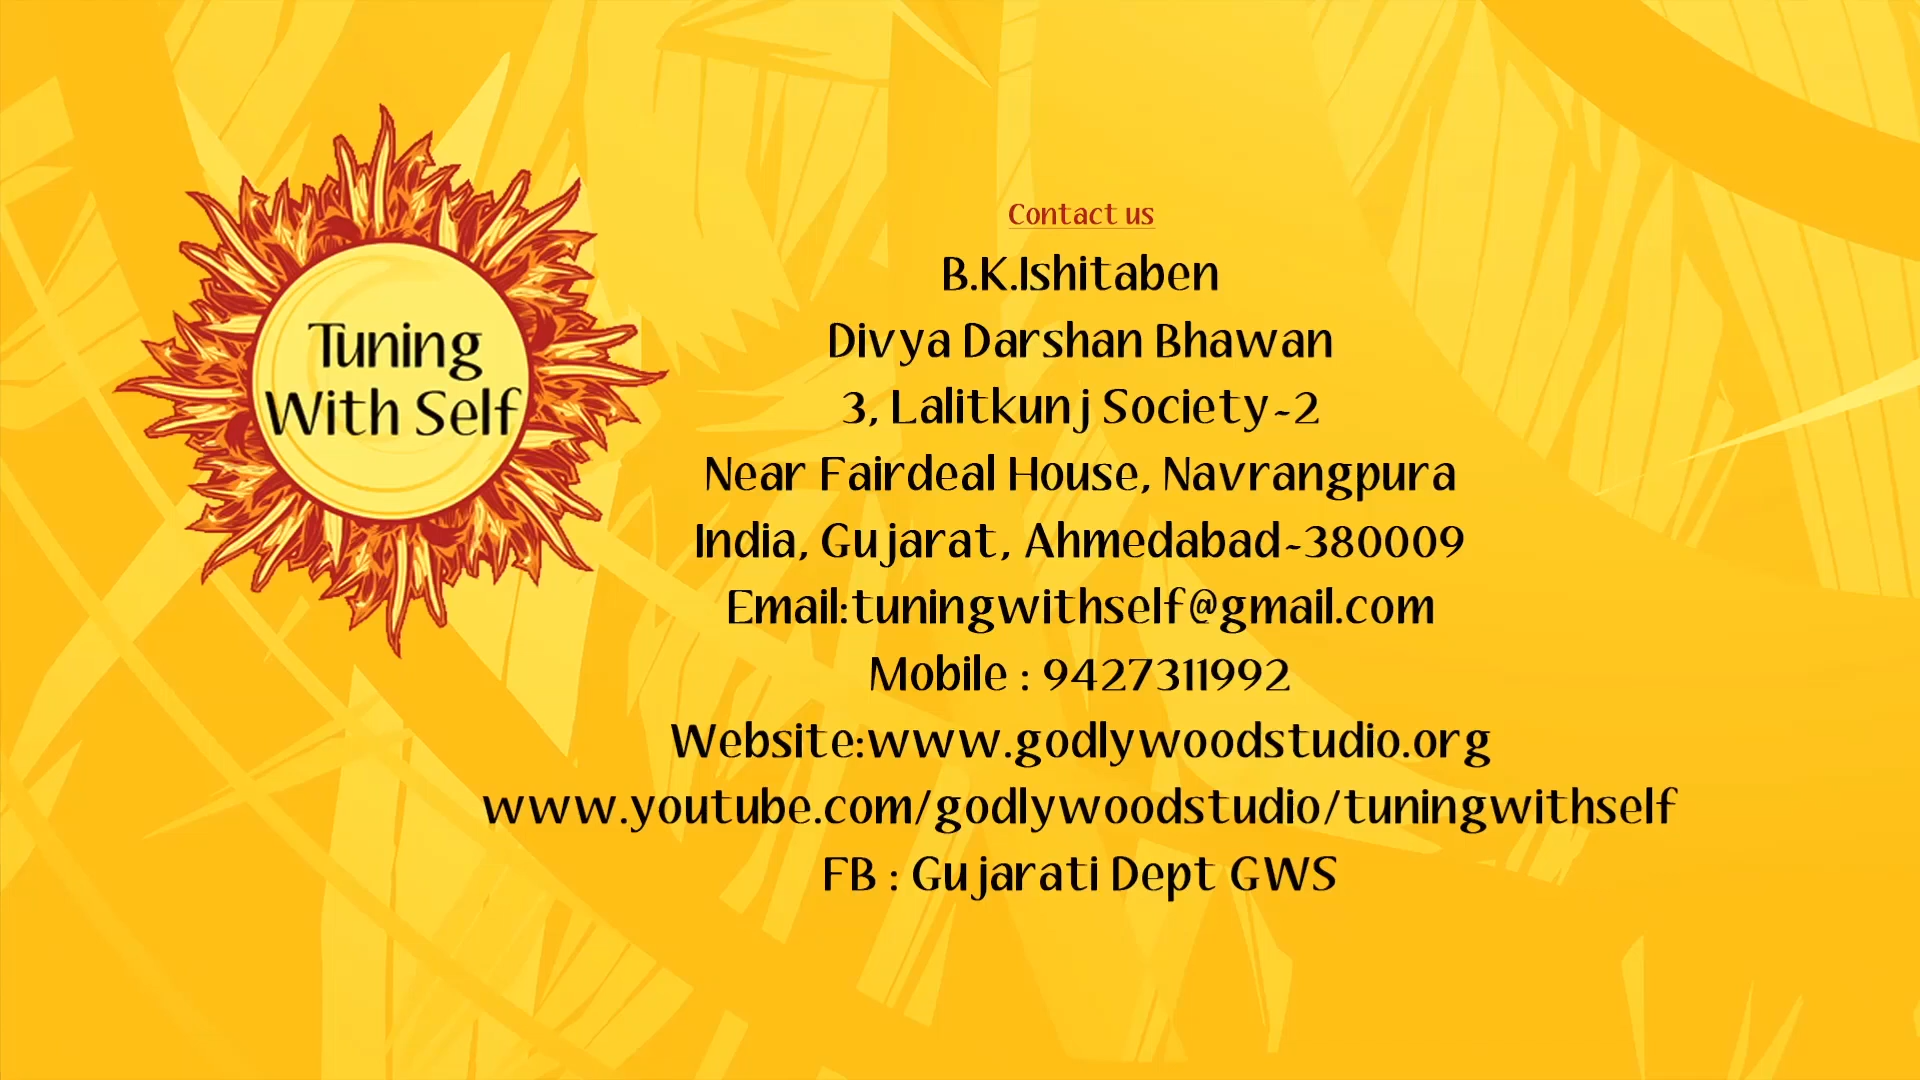 Tuning
With Self
Contact us
B.K.Ishitaben
Divya Darshan Bhawan
3, Lalitkunj Society-2
Near Fairdeal House, Navrangpura
India, Gujarat, Ahmedabad-380009
Email:tuningwithself@gmail.com
Mobile : 9427311992
Website:www.godlywoodstudio.org
www.youtube.com/godlywoodstudio/tuningwithself
FB : Gujarati Dept GWS